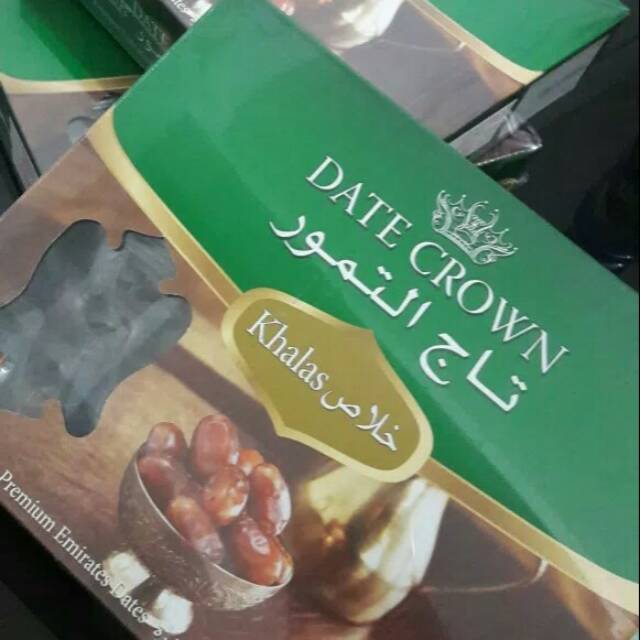 DATE CROWN
تاج التمور
Khalas خلاص
Premium Emirates Dates